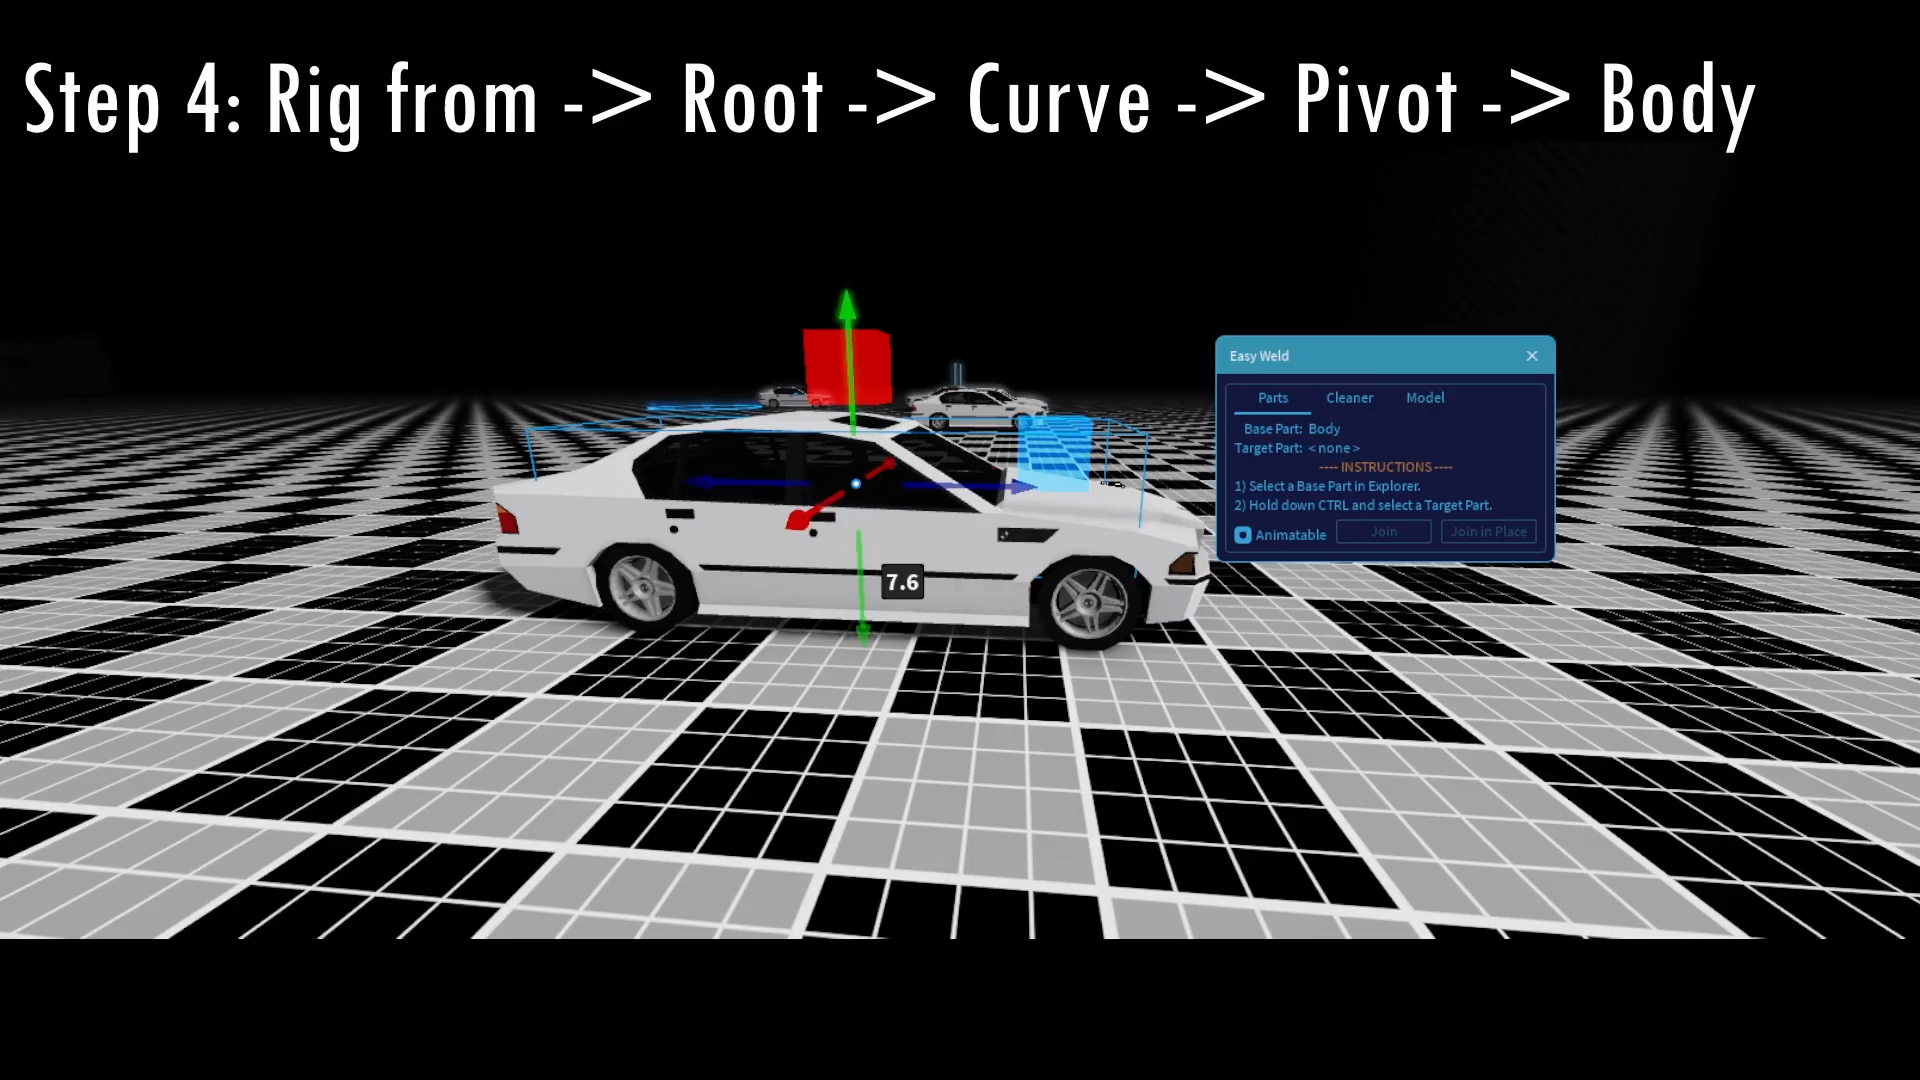 Step 4: Rig from -> Root -> Curve -> Pivot -> Body
Easy Weld
Parts Cleaner Model
Base Part: Body
Target Part: < none >
---- INSTRUCTIONS ----
1) Select a Base Part in Explorer.
2) Hold down CTRL and select a Target Part.
Animatable Join Join in Place
7.6